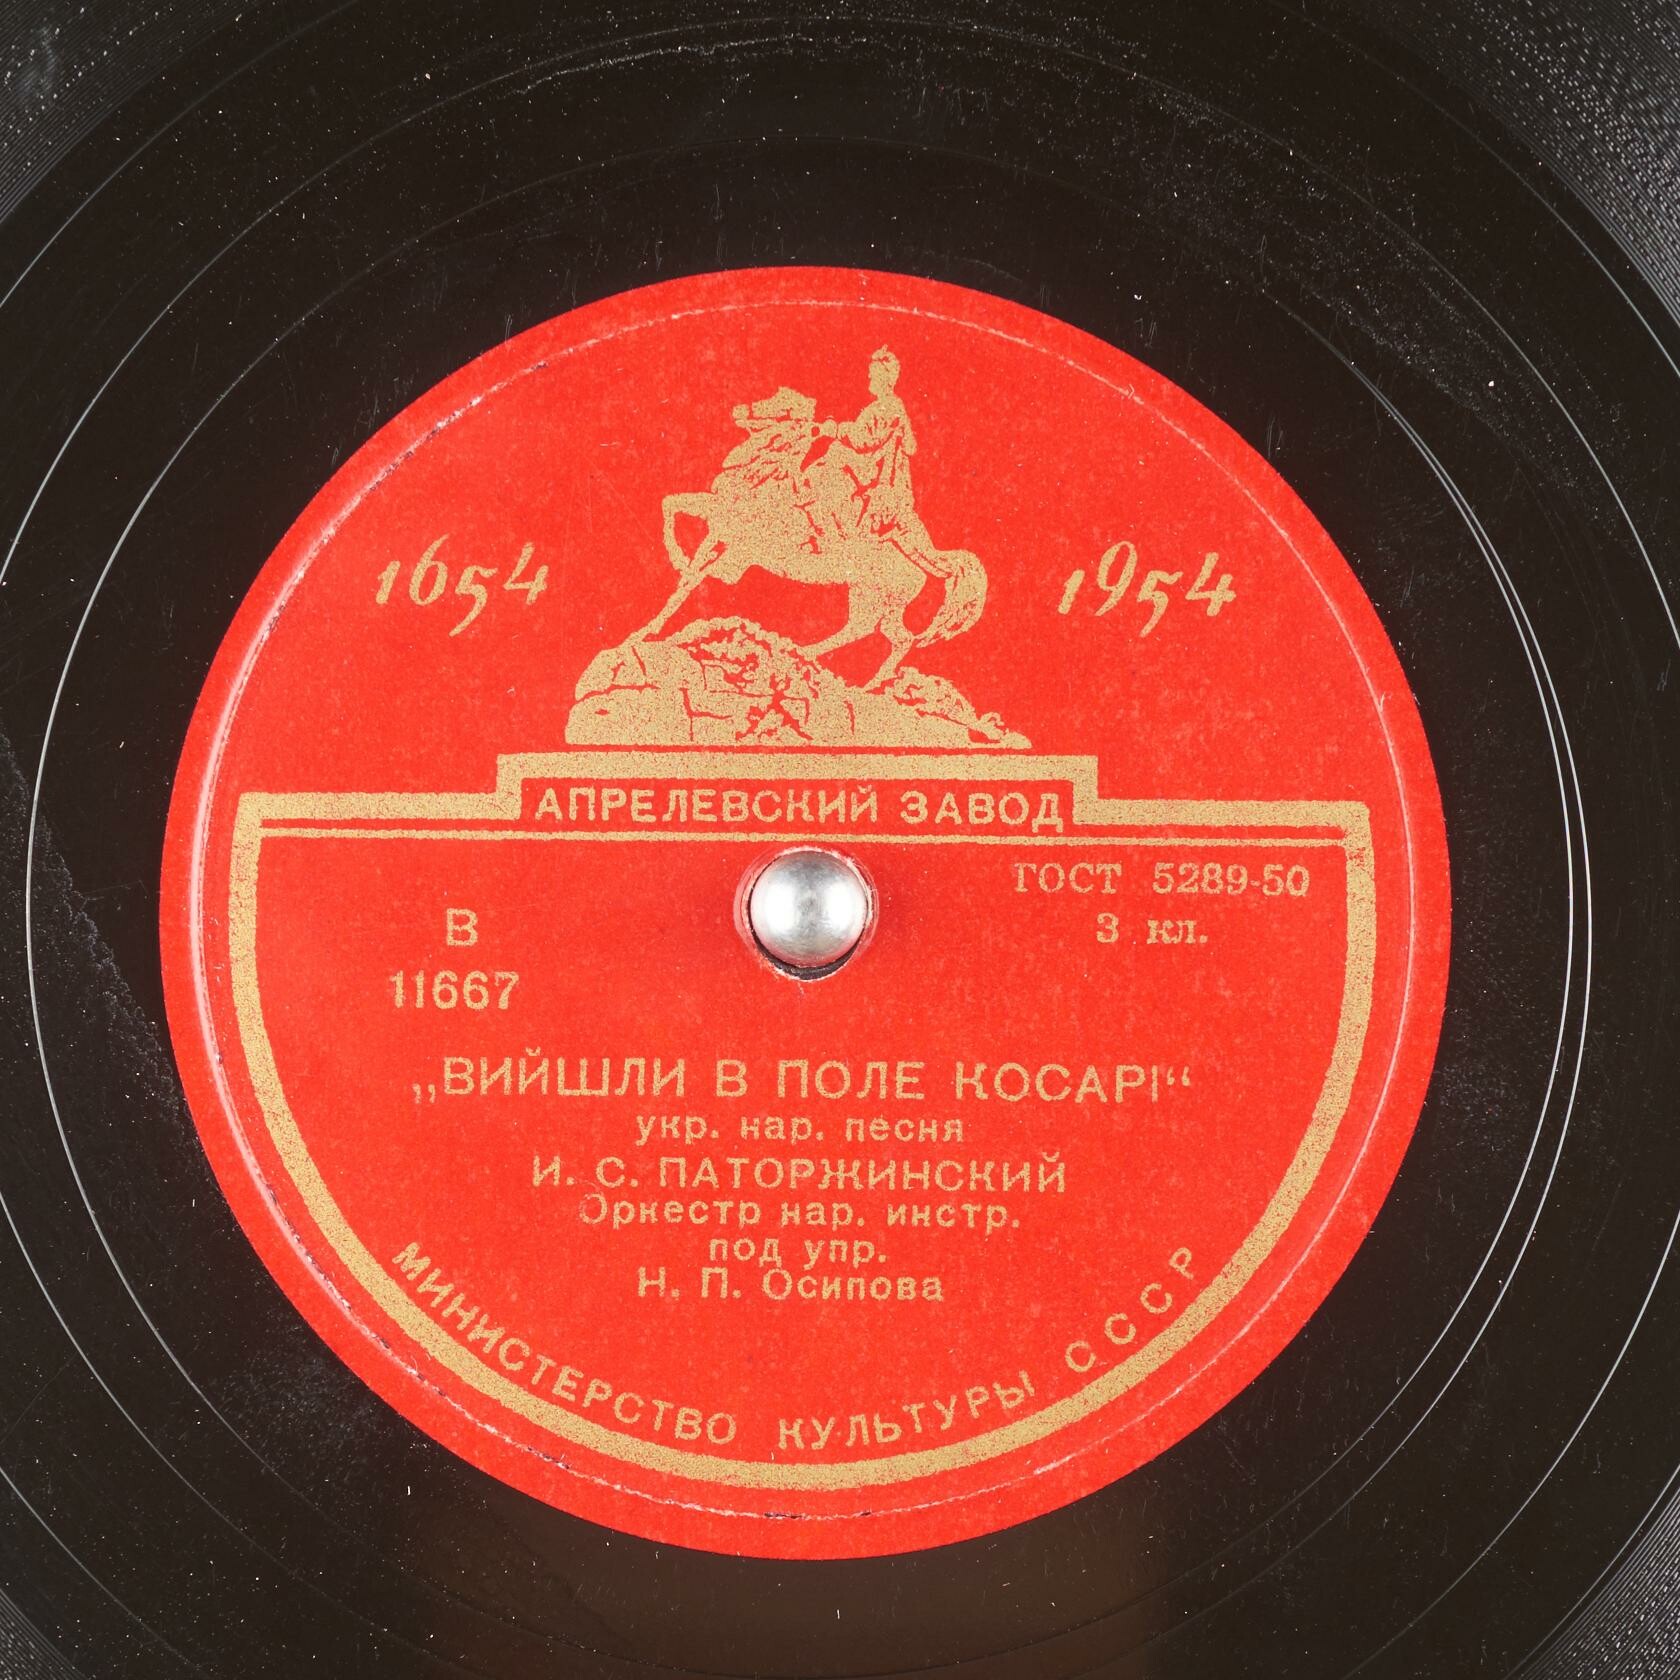 1654 1954
АПРЕЛЕВСКИЙ ЗАВОД
ГОСТ 5289-50
3 кл.
В
11667
„ВИЙШЛИ В ПОЛЕ КОСАРІ“
укр. нар. песня
И. С. ПАТОРЖИНСКИЙ
Оркестр нар. инстр.
под упр.
Н. П. Осипова
МИНИСТЕРСТВО КУЛЬТУРЫ СССР